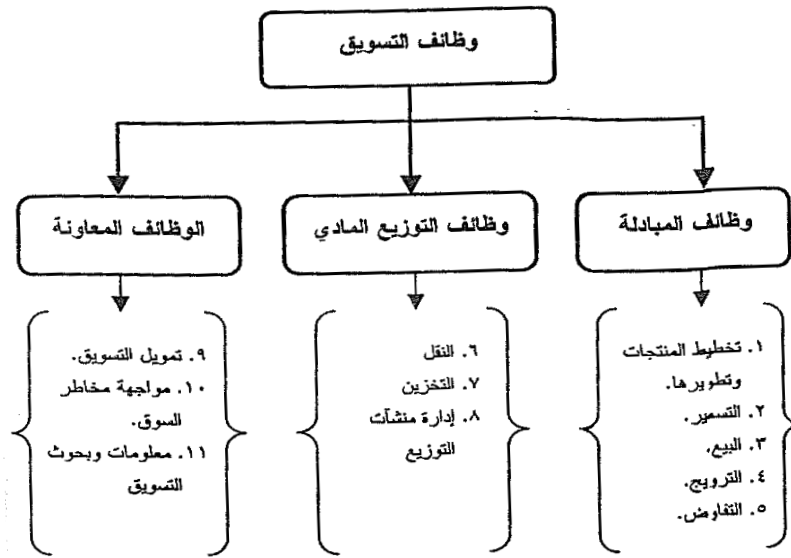 وظائف التسويق
وظائف المبادلة
وظائف التوزيع المادي
الوظائف المعاونة
١. تخطيط المنتجات
وتطويرها.
٢. التسعير.
٣. البيع.
٤. الترويج.
٥. التفاوض.
٦. النقل
٧. التخزين
٨. إدارة منشآت
التوزيع
٩. تمويل التسويق.
١٠. مواجهة مخاطر
السوق.
١١. معلومات وبحوث
التسويق